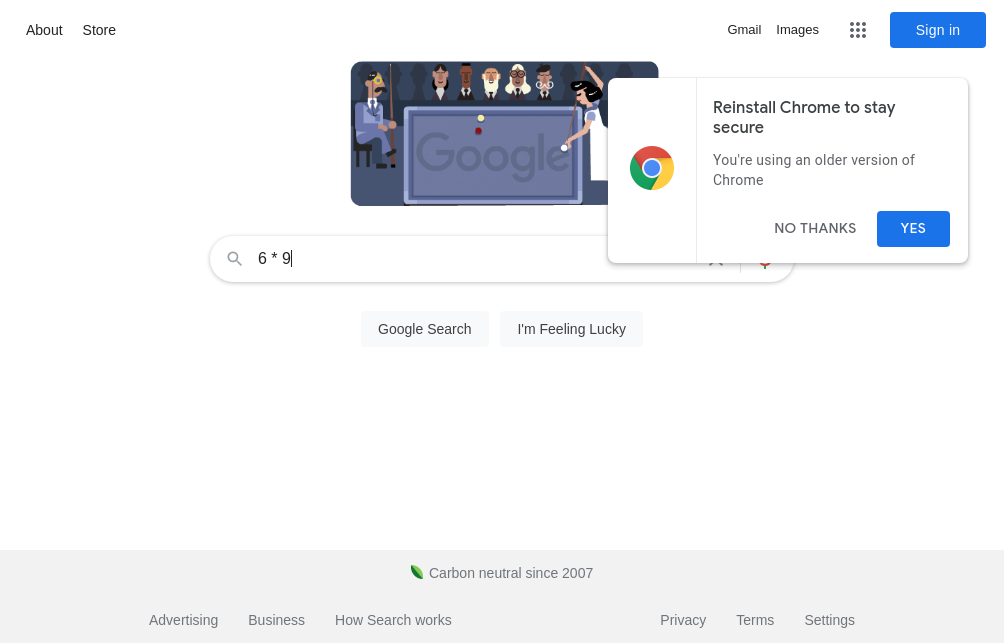 About Store Gmail Images Sign in
Google
Reinstall Chrome to stay
secure
You're using an older version of
Chrome
NO THANKS YES
6 * 9
Google Search I'm Feeling Lucky
Carbon neutral since 2007
Advertising Business How Search works Privacy Terms Settings